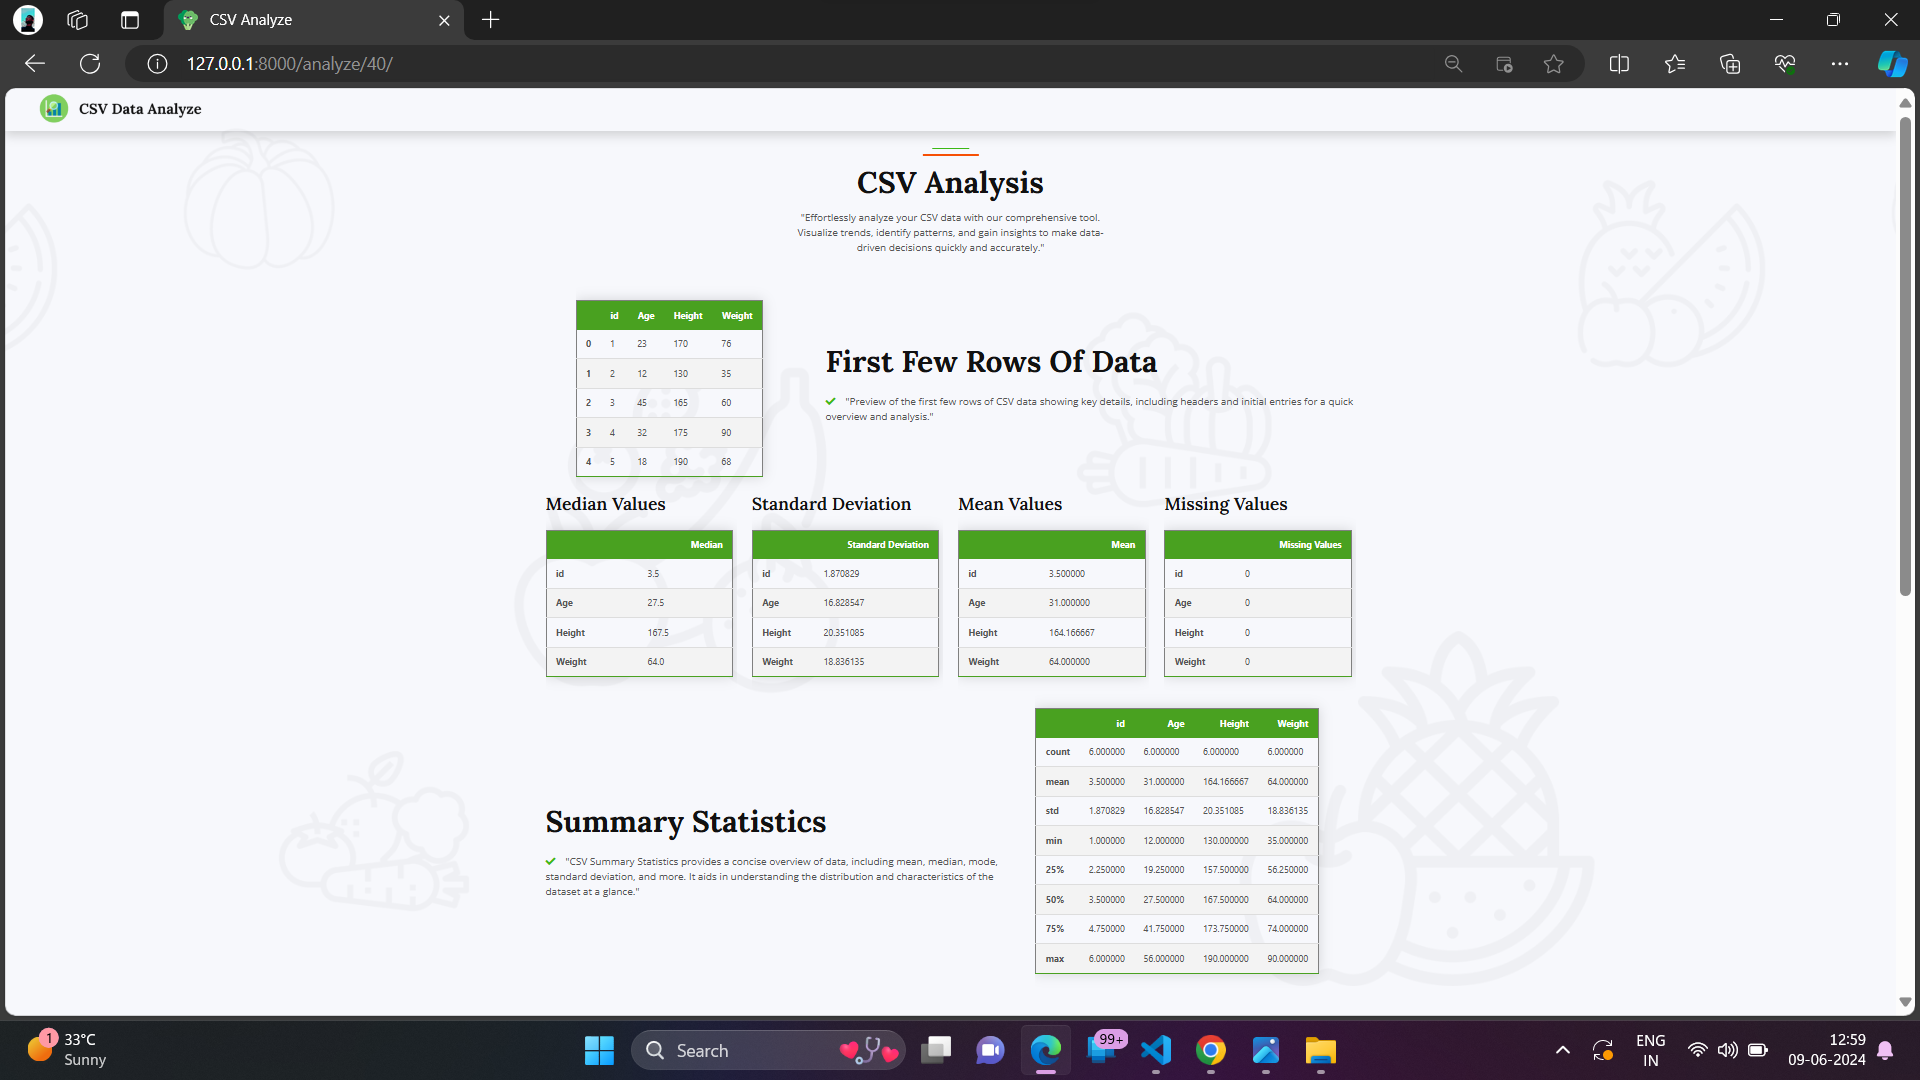 CSV Analyze
127.0.0.1:8000/analyze/40/
CSV Data Analyze
CSV Analysis
"Effortlessly analyze your CSV data with our comprehensive tool.
Visualize trends, identify patterns, and gain insights to make data-
driven decisions quickly and accurately."
id Age Height Weight
0 1 23 170 76
1 2 12 130 35
2 3 45 165 60
3 4 32 175 90
4 5 18 190 68
First Few Rows Of Data
"Preview of the first few rows of CSV data showing key details, including headers and initial entries for a quick
overview and analysis."
Median Values
Median
id 3.5
Age 27.5
Height 167.5
Weight 64.0
Standard Deviation
Standard Deviation
id 1.870829
Age 16.828547
Height 20.351085
Weight 18.836135
Mean Values
Mean
id 3.500000
Age 31.000000
Height 164.166667
Weight 64.000000
Missing Values
Missing Values
id 0
Age 0
Height 0
Weight 0
Summary Statistics
"CSV Summary Statistics provides a concise overview of data, including mean, median, mode,
standard deviation, and more. It aids in understanding the distribution and characteristics of the
dataset at a glance."
id Age Height Weight
count 6.000000 6.000000 6.000000 6.000000
mean 3.500000 31.000000 164.166667 64.000000
std 1.870829 16.828547 20.351085 18.836135
min 1.000000 12.000000 130.000000 35.000000
25% 2.250000 19.250000 157.500000 56.250000
50% 3.500000 27.500000 167.500000 64.000000
75% 4.750000 41.750000 173.750000 74.000000
max 6.000000 56.000000 190.000000 90.000000
1
33°C
Sunny
Search
99+
ENG
IN
12:59
09-06-2024